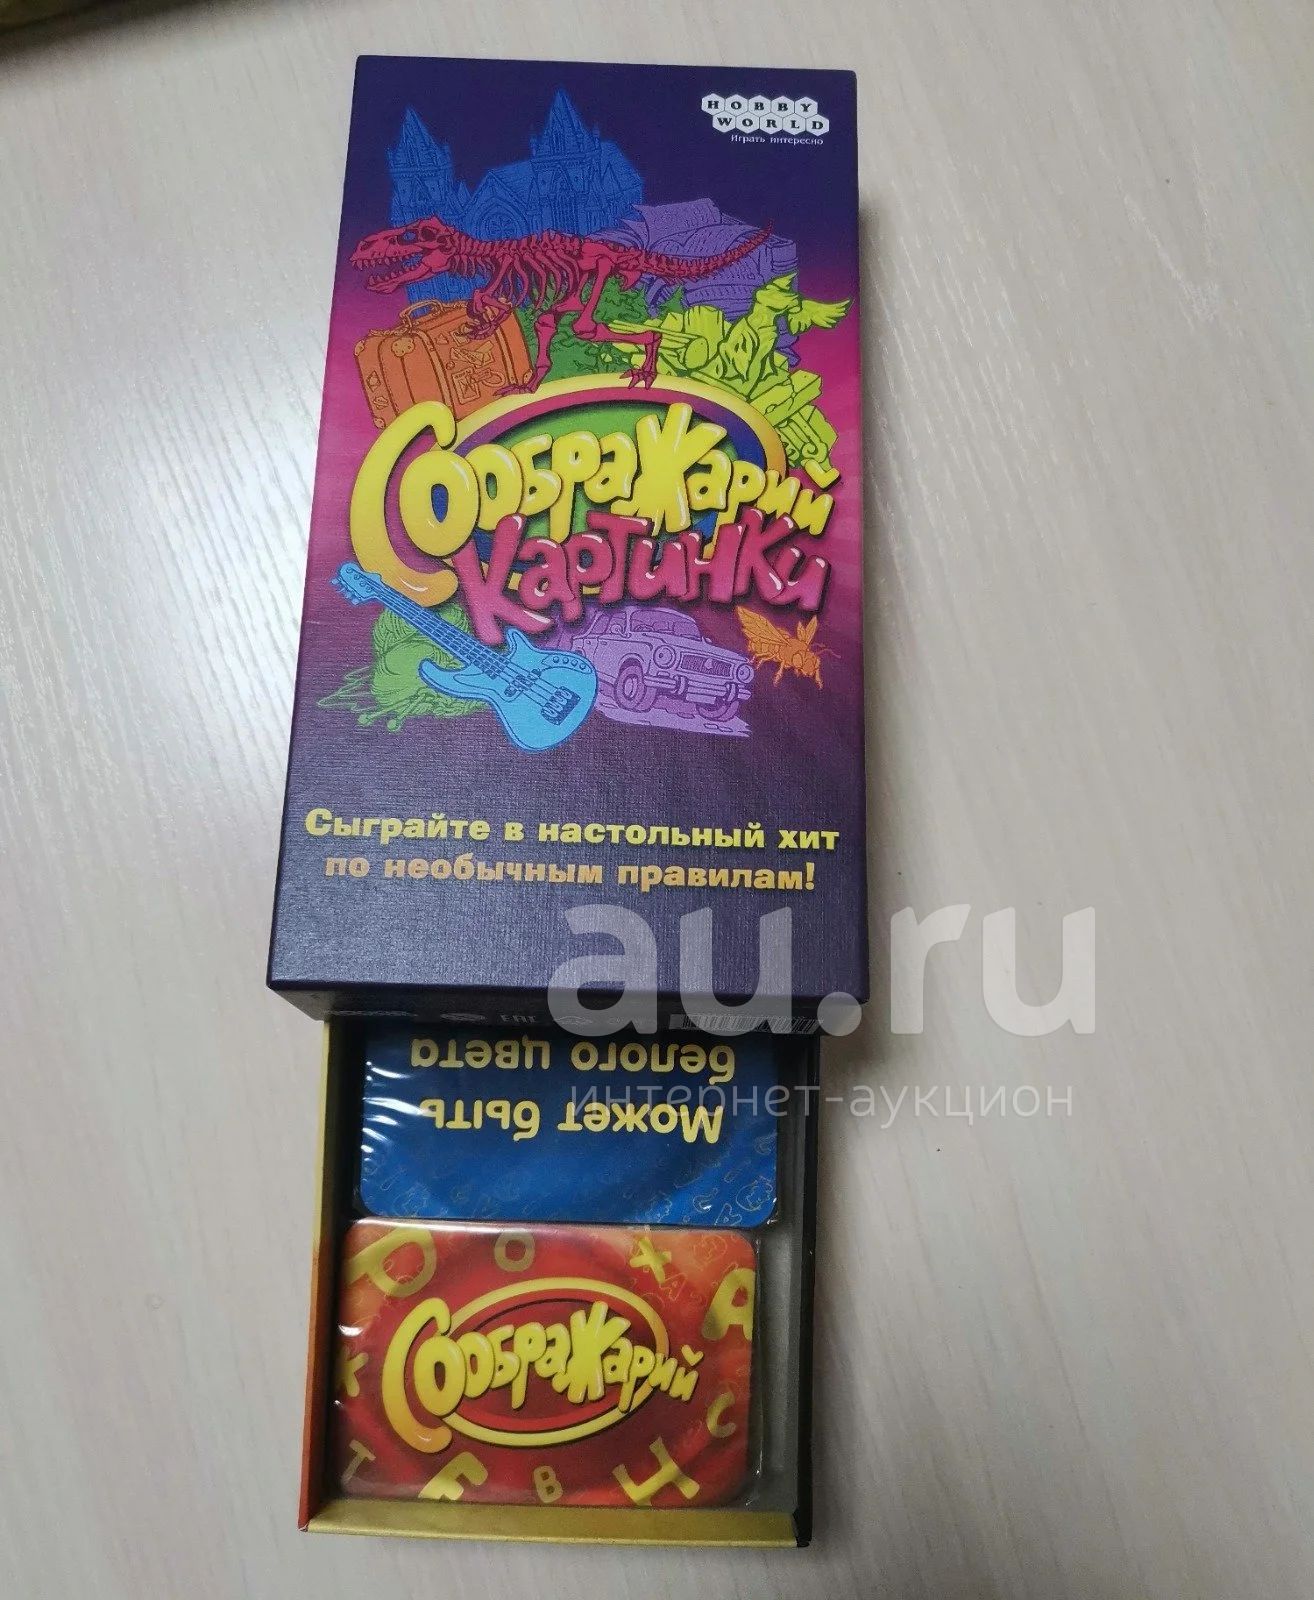 HOBBY
WORLD
Играть интересно
Соображарий
Картинки
Сыграйте в настольный хит
по необычным правилам!
au.ru
интернет-аукцион
EAC
Может быть
белого цвета
Р О Х А
Соображарий
Ж С
Т Е В